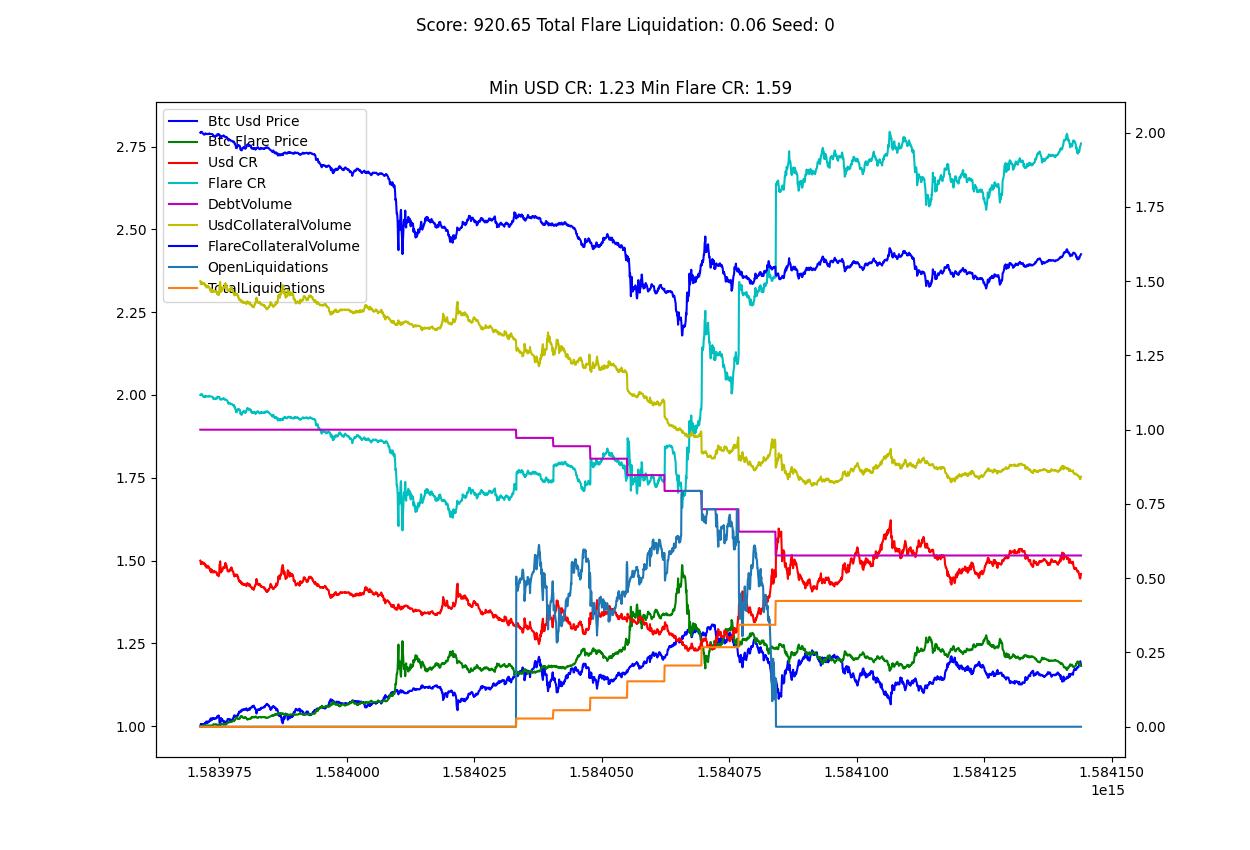 Score: 920.65 Total Flare Liquidation: 0.06 Seed: 0
Min USD CR: 1.23 Min Flare CR: 1.59
Btc Usd Price
Btc Flare Price
Usd CR
Flare CR
DebtVolume
UsdCollateralVolume
FlareCollateralVolume
OpenLiquidations
TotalLiquidations
2.75
2.50
2.25
2.00
1.75
1.50
1.25
1.00
2.00
1.75
1.50
1.25
1.00
0.75
0.50
0.25
0.00
1.583975 1.584000 1.584025 1.584050 1.584075 1.584100 1.584125 1.584150
1e15